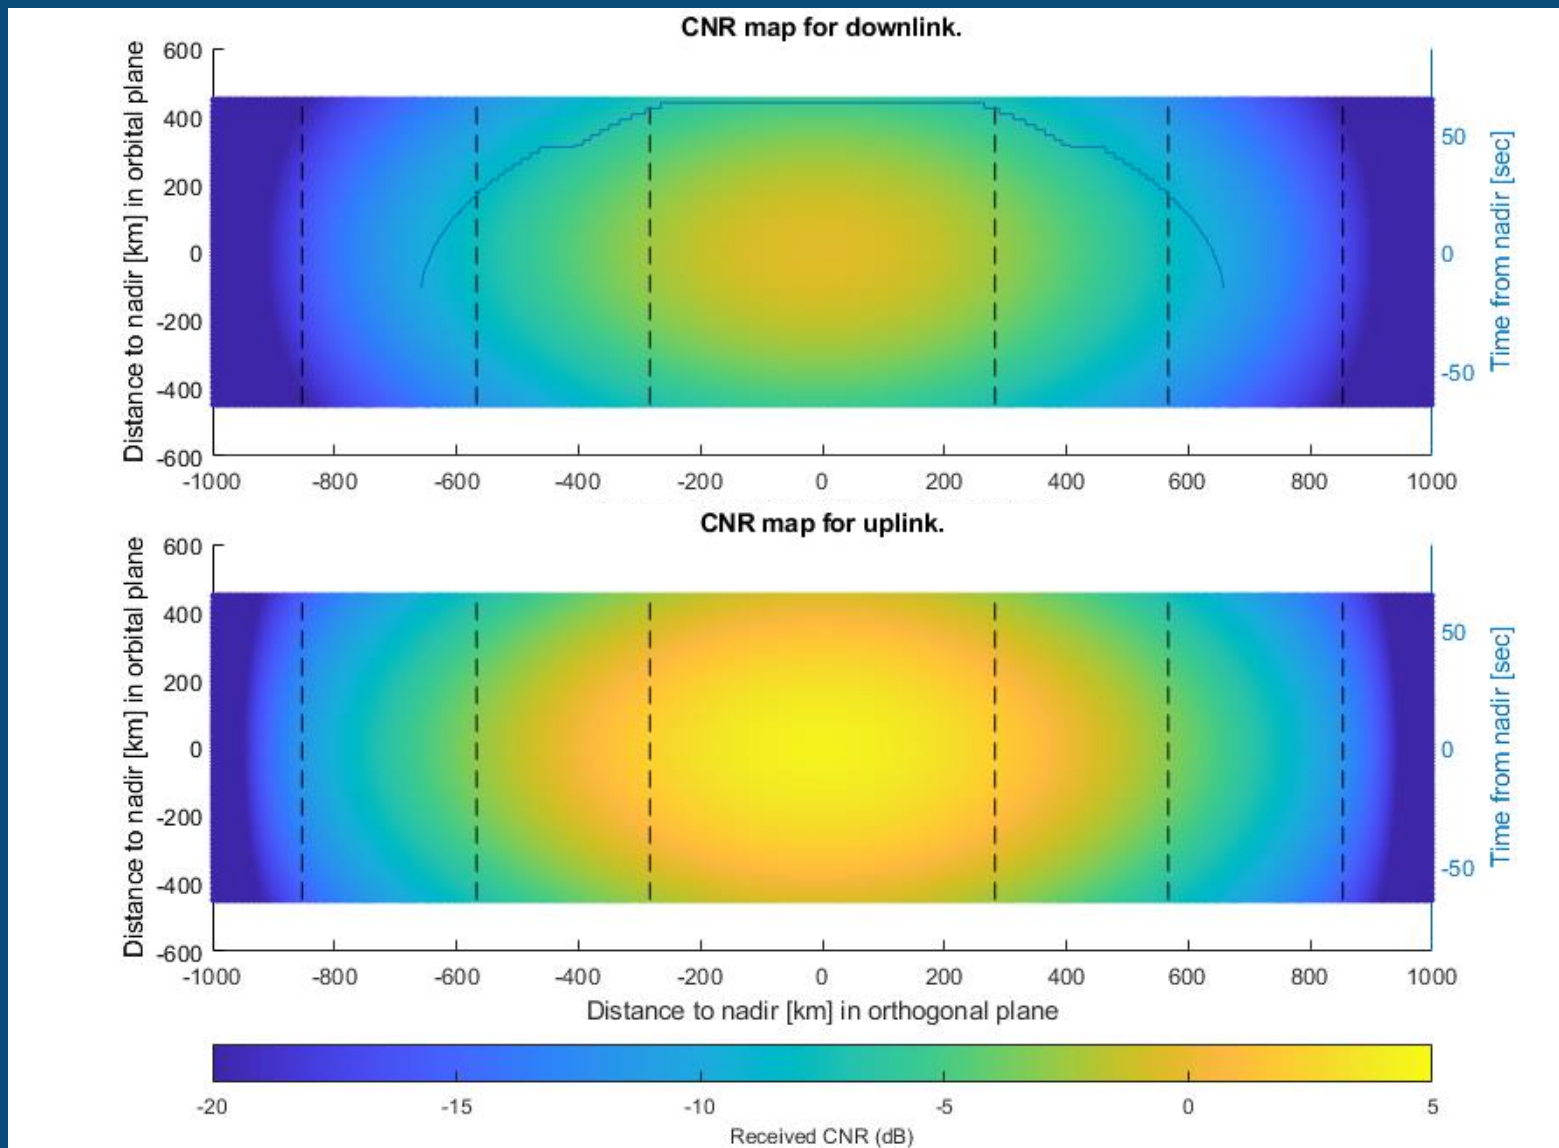 CNR map for downlink.
Distance to nadir [km] in orbital plane
600
400
200
0
-200
-400
-600
50
0
-50
Time from nadir [sec]
-1000 -800 -600 -400 -200 0 200 400 600 800 1000
CNR map for uplink.
Distance to nadir [km] in orbital plane
600
400
200
0
-200
-400
-600
50
0
-50
Time from nadir [sec]
-1000 -800 -600 -400 -200 0 200 400 600 800 1000
Distance to nadir [km] in orthogonal plane
-20 -15 -10 -5 0 5
Received CNR (dB)